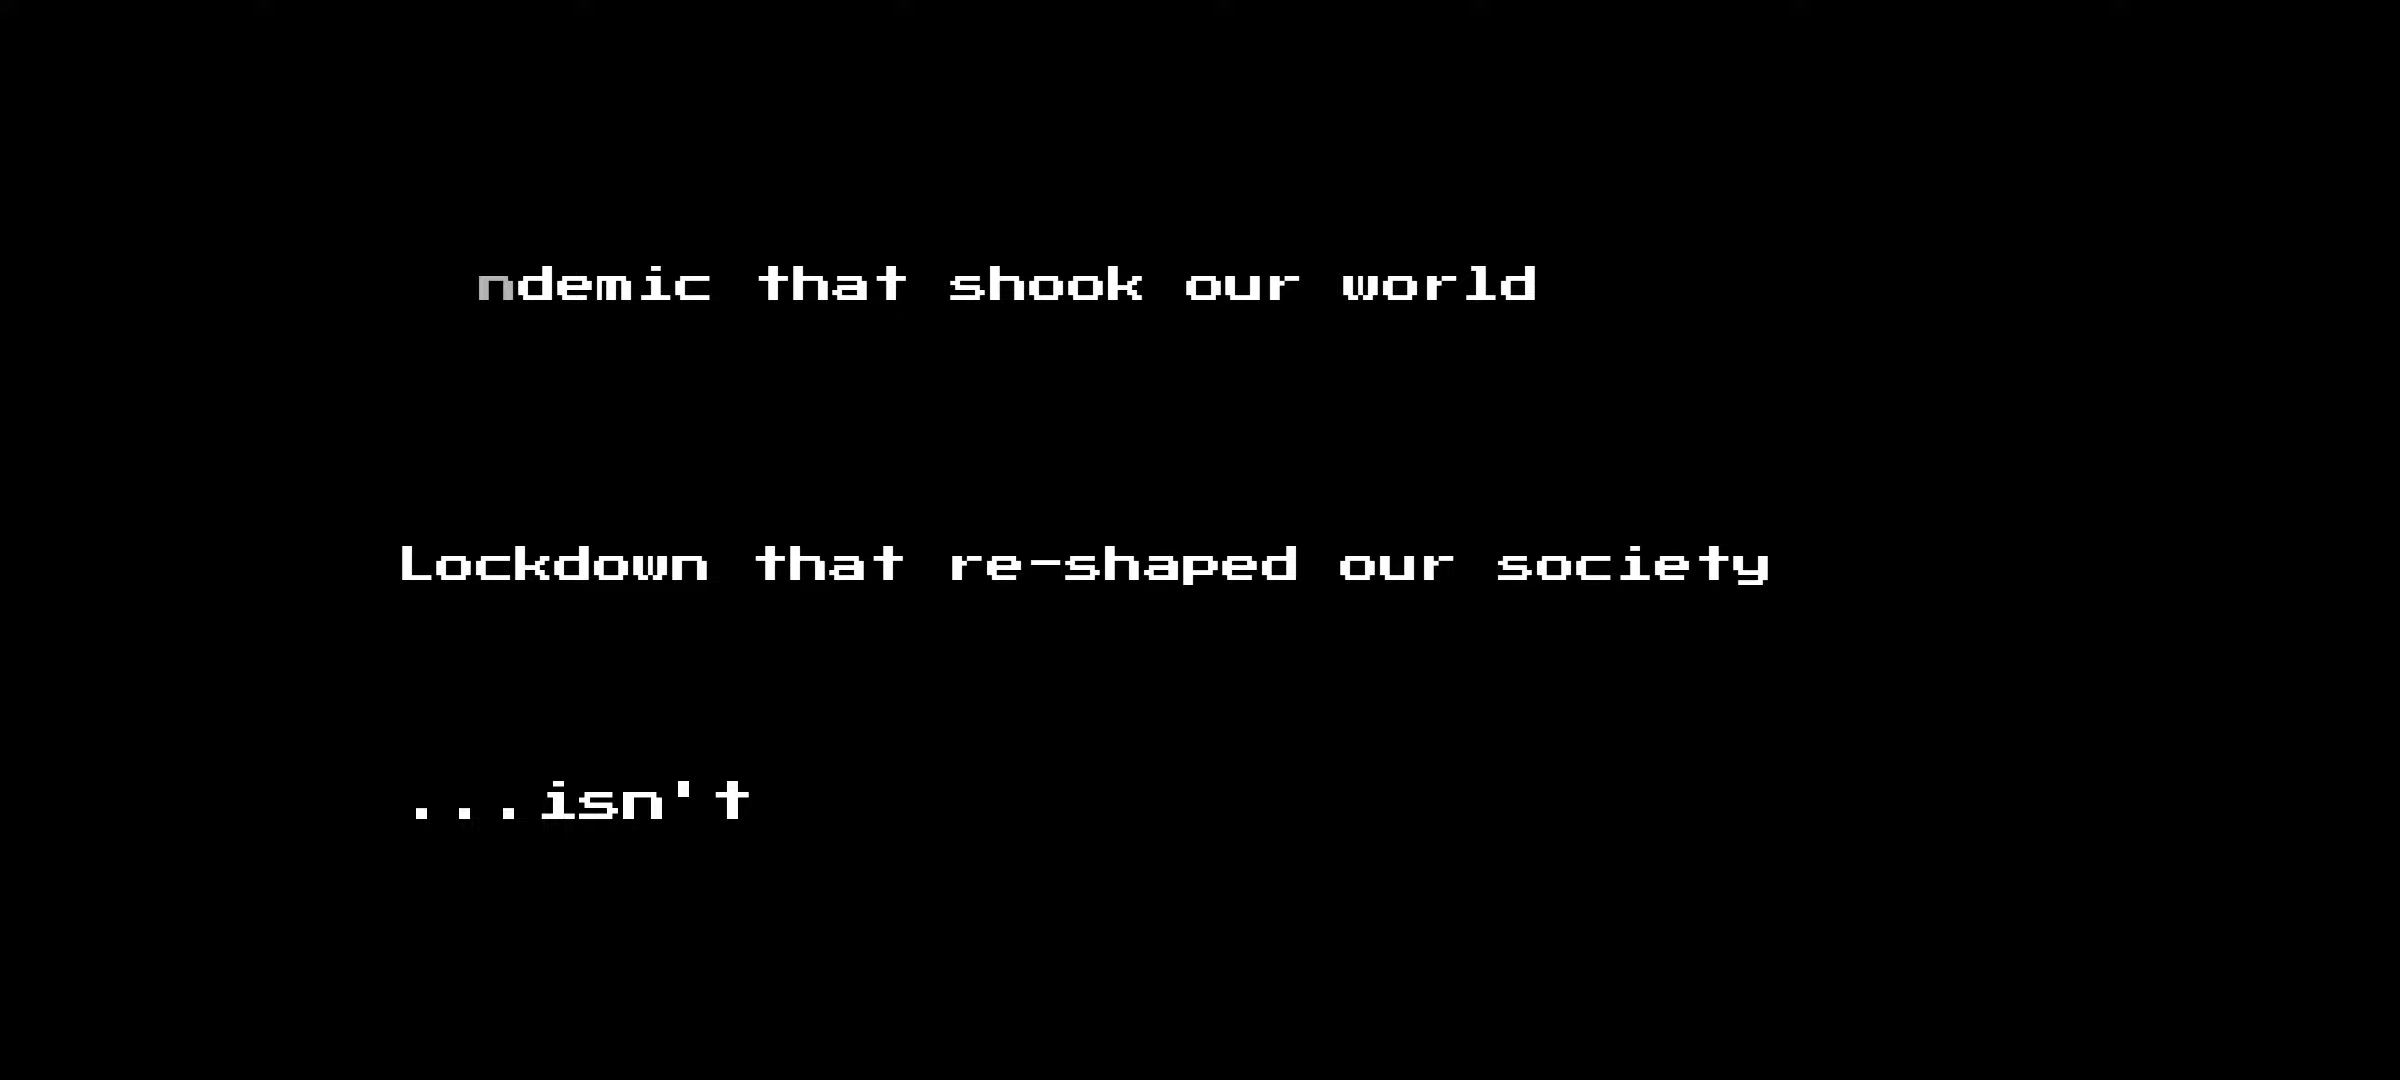 ndemic that shook our world
Lockdown that re-shaped our society
...isn't